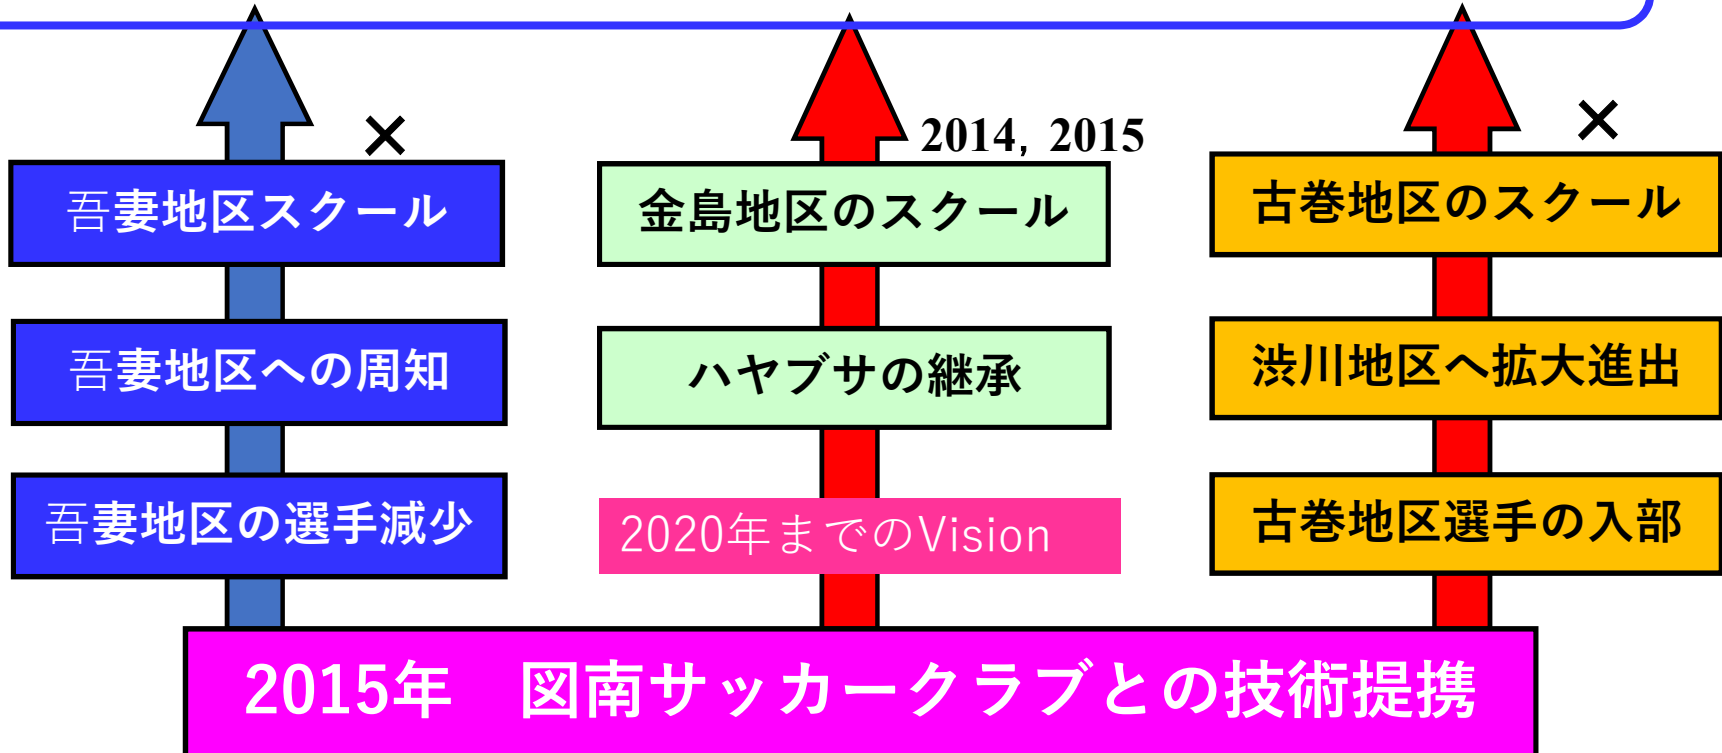 ×
2014, 2015
×
吾妻地区スクール
金島地区のスクール
古巻地区のスクール
吾妻地区への周知
ハヤブサの継承
渋川地区へ拡大進出
吾妻地区の選手減少
2020年までのVision
古巻地区選手の入部
2015年　図南サッカークラブとの技術提携